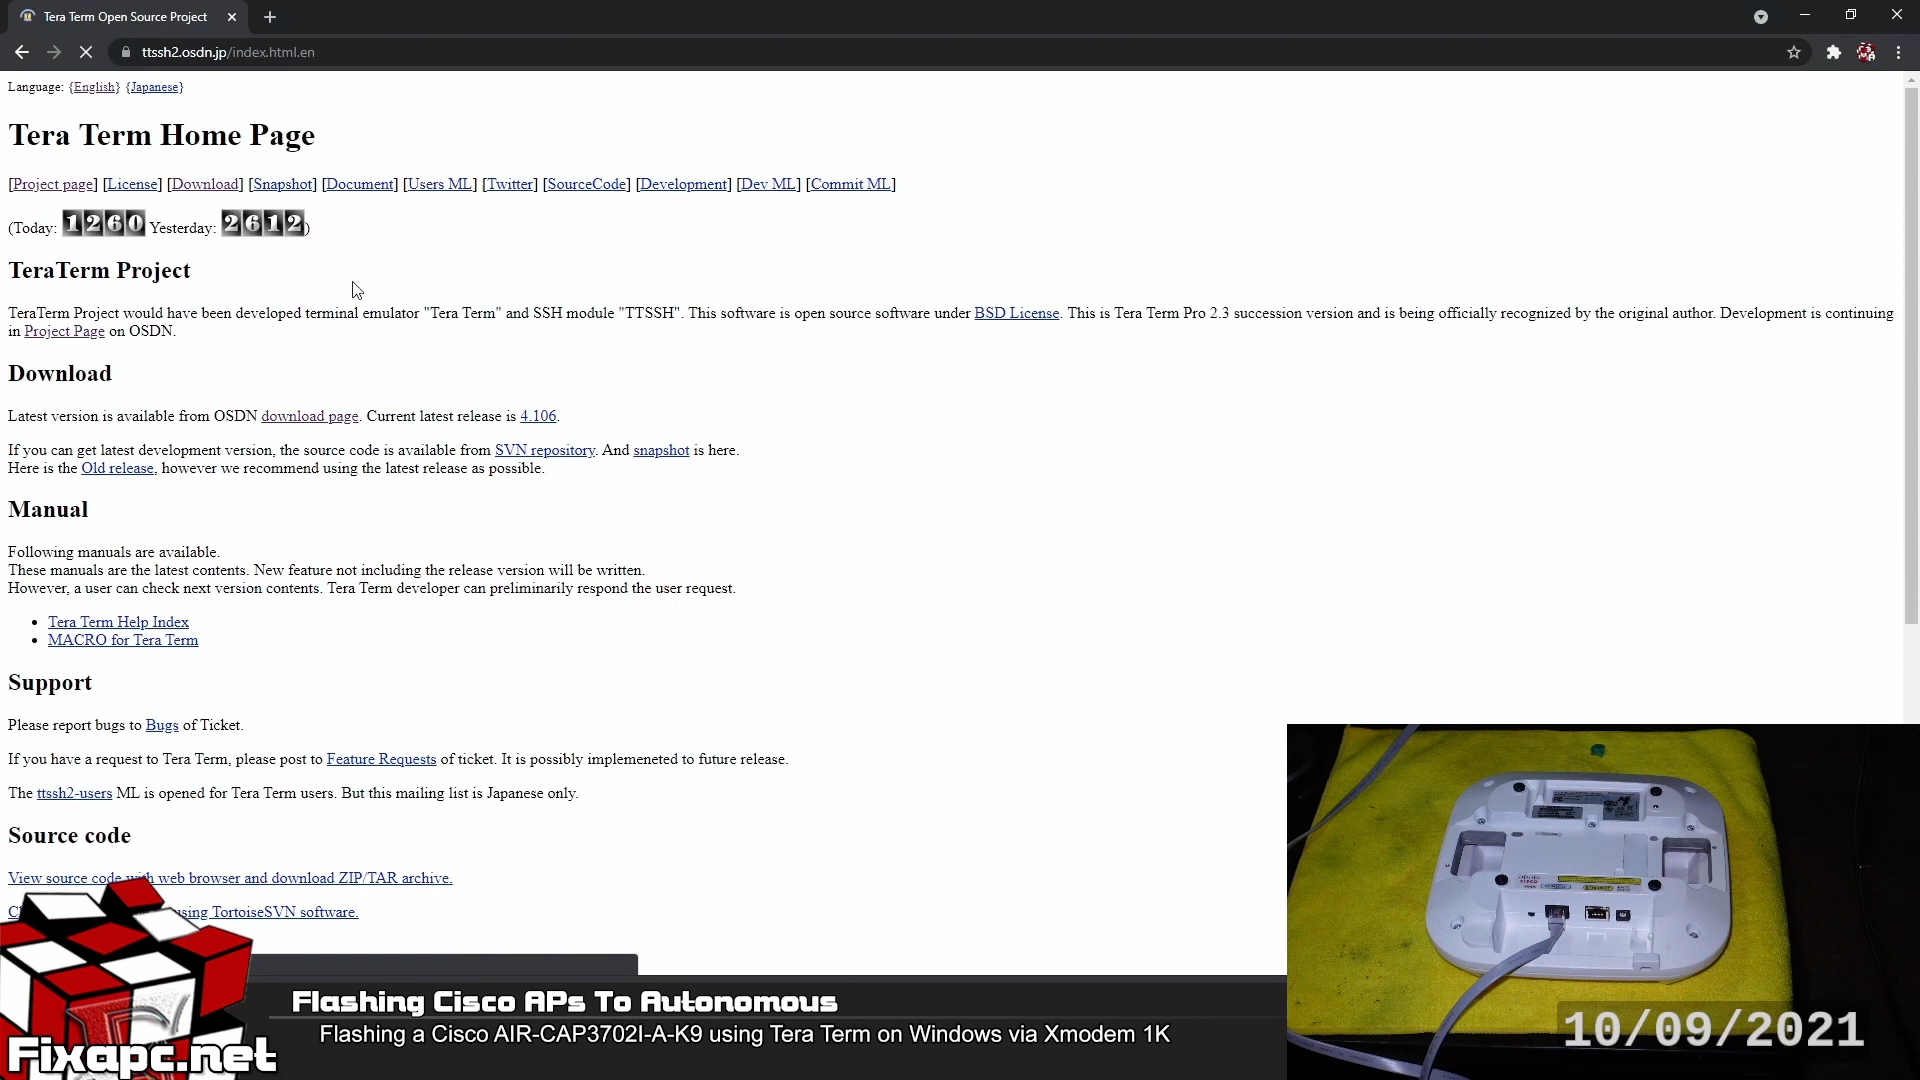 Tera Term Open Source Project
ttssh2.osdn.jp/index.html.en
Language: {English} {Japanese}
Tera Term Home Page
[Project page] [License] [Download] [Snapshot] [Document] [Users ML] [Twitter] [SourceCode] [Development] [Dev ML] [Commit ML]
(Today: 1260 Yesterday: 2612)
TeraTerm Project
TeraTerm Project would have been developed terminal emulator "Tera Term" and SSH module "TTSSH". This software is open source software under BSD License. This is Tera Term Pro 2.3 succession version and is being officially recognized by the original author. Development is continuing
in Project Page on OSDN.
Download
Latest version is available from OSDN download page. Current latest release is 4.106.
If you can get latest development version, the source code is available from SVN repository. And snapshot is here.
Here is the Old release, however we recommend using the latest release as possible.
Manual
Following manuals are available.
These manuals are the latest contents. New feature not including the release version will be written.
However, a user can check next version contents. Tera Term developer can preliminarily respond the user request.
Tera Term Help Index
MACRO for Tera Term
Support
Please report bugs to Bugs of Ticket.
If you have a request to Tera Term, please post to Feature Requests of ticket. It is possibly implemeneted to future release.
The ttssh2-users ML is opened for Tera Term users. But this mailing list is Japanese only.
Source code
View source code with web browser and download ZIP/TAR archive.
using TortoiseSVN software.
Flashing Cisco APs To Autonomous
Flashing a Cisco AIR-CAP3702I-A-K9 using Tera Term on Windows via Xmodem 1K
Fixapc.net
CISCO
10/09/2021